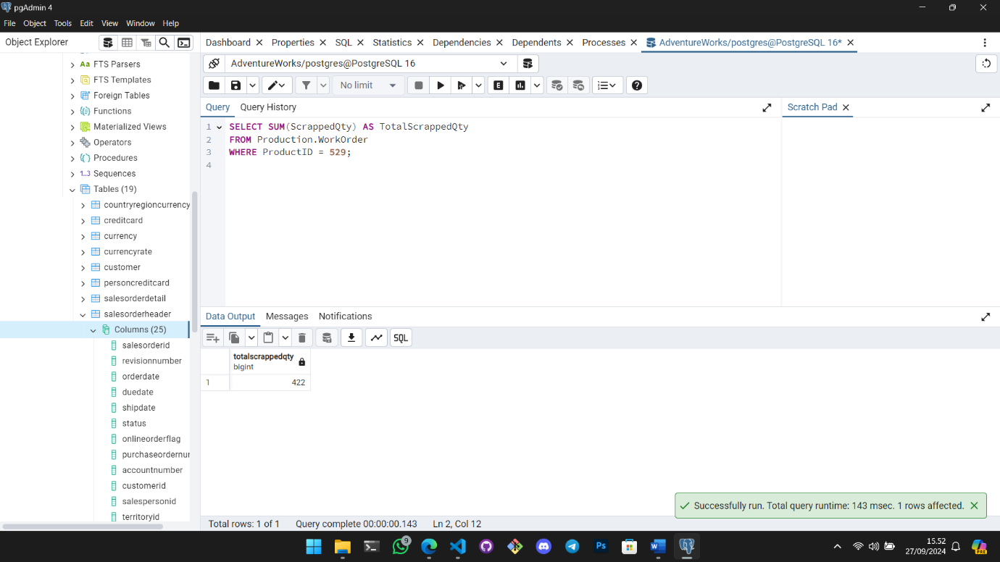 pgAdmin 4
File Object Tools Edit View Window Help
Object Explorer
Dashboard Properties SQL Statistics Dependencies Dependents Processes AdventureWorks/postgres@PostgreSQL 16*
AdventureWorks/postgres@PostgreSQL 16
No limit
E
Query Query History
Scratch Pad
1 SELECT SUM(ScrappedQty) AS TotalScrappedQty
2 FROM Production.WorkOrder
3 WHERE ProductID = 529;
4
Aa FTS Parsers
FTS Templates
Foreign Tables
Functions
Materialized Views
Operators
Procedures
1..3 Sequences
Tables (19)
countryregioncurrency
creditcard
currency
currencyrate
customer
personcreditcard
salesorderdetail
salesorderheader
Columns (25)
salesorderid
revisionnumber
orderdate
duedate
shipdate
status
onlineorderflag
purchaseordernu
accountnumber
customerid
salespersonid
territoryid
Data Output Messages Notifications
SQL
totalscrappedqty
bigint
1 422
Successfully run. Total query runtime: 143 msec. 1 rows affected.
Total rows: 1 of 1 Query complete 00:00:00.143 Ln 2, Col 12
9
Ps
W
15.52
27/09/2024
PRE